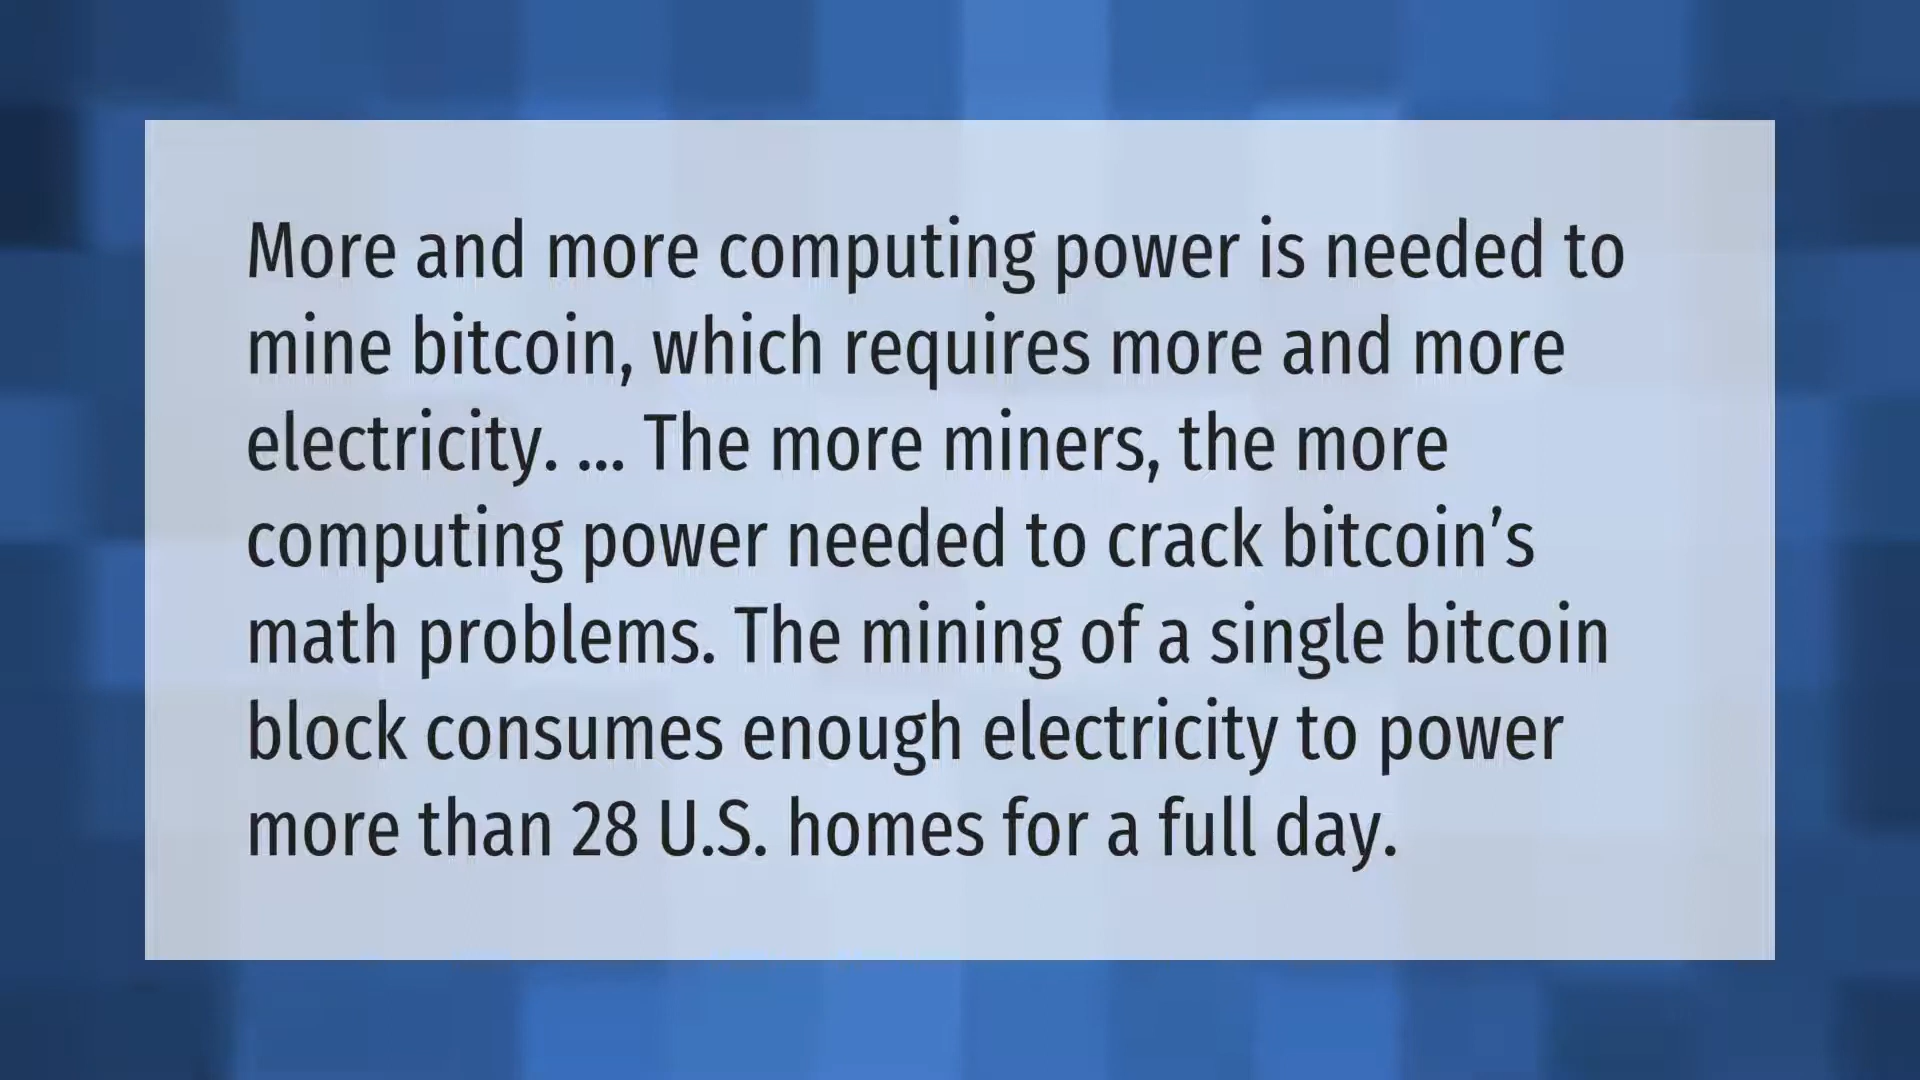 More and more computing power is needed to
mine bitcoin, which requires more and more
electricity. ... The more miners, the more
computing power needed to crack bitcoin’s
math problems. The mining of a single bitcoin
block consumes enough electricity to power
more than 28 U.S. homes for a full day.